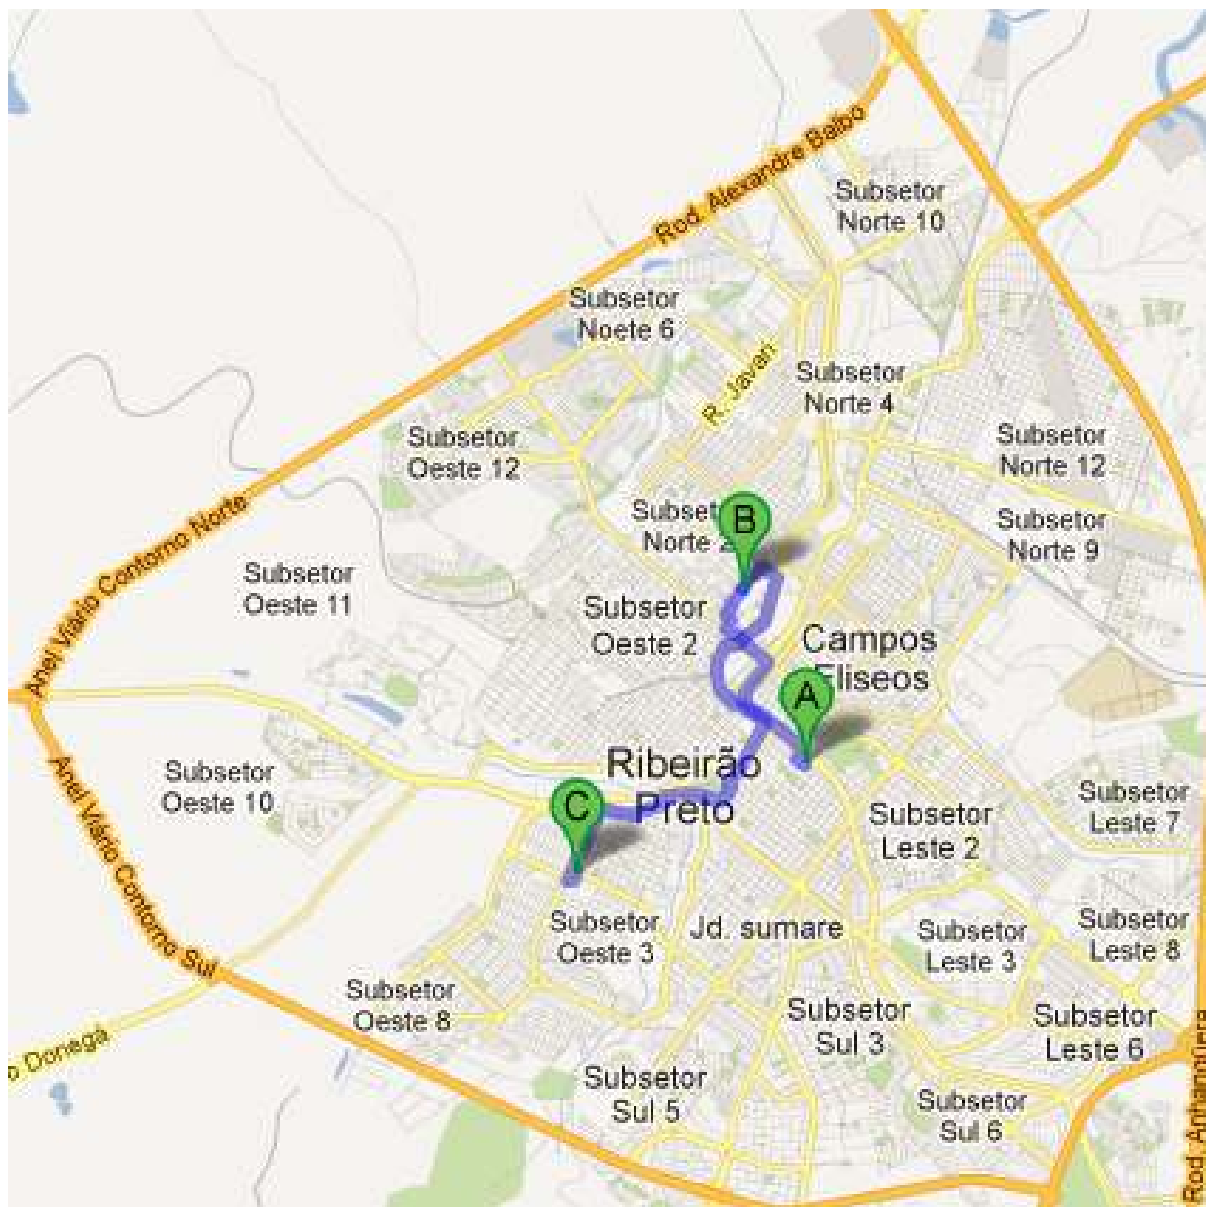 Rod. Alexandre Balbo
Subsetor
Norte 10
Subsetor
Noete 6
R. Javari
Subsetor
Norte 4
Subsetor
Oeste 12
Subsetor
Norte 12
Anel Viário Contorno Norte
Subset
Norte 2
B
Subsetor
Norte 9
Subsetor
Oeste 11
Subsetor
Oeste 2
Campos
Eliseos
A
Ribeirão
Preto
Subsetor
Oeste 10
C
Subsetor
Leste 7
Subsetor
Leste 2
Anel Viário Contorno Sul
Subsetor
Oeste 3
Jd. sumare
Subsetor
Leste 3
Subsetor
Leste 8
Subsetor
Oeste 8
Subsetor
Sul 3
Subsetor
Leste 6
o Donega
Subsetor
Sul 5
Subsetor
Sul 6
Rod. Anhanguera